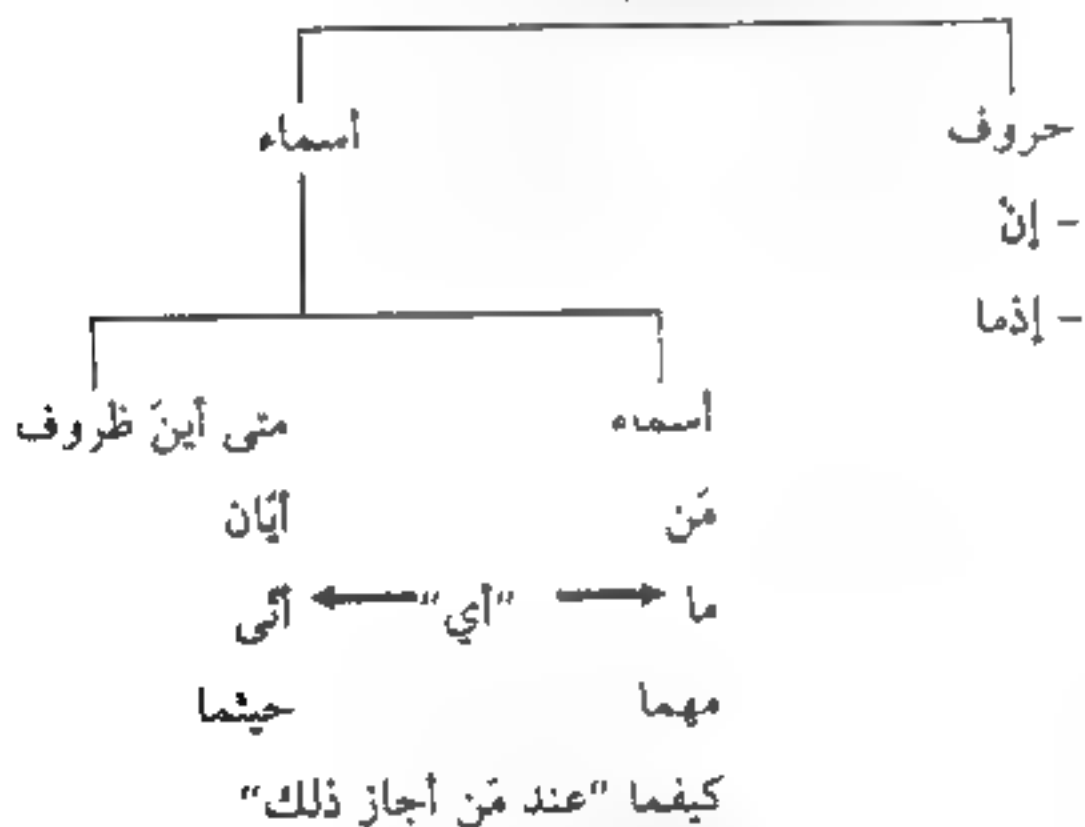 حروف أسماء
- إنْ
- إذما
أسماء متى أينَ ظروف
مَن أيّان
ما "أي" أنّى
مهما حيثما
كيفما "عند مَن أجاز ذلك"